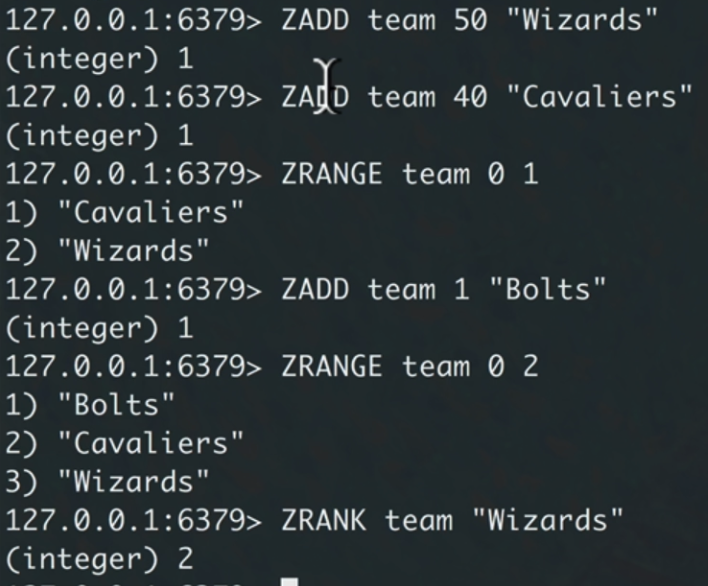 127.0.0.1:6379> ZADD team 50 "Wizards"
(integer) 1
127.0.0.1:6379> ZADD team 40 "Cavaliers"
(integer) 1
127.0.0.1:6379> ZRANGE team 0 1
1) "Cavaliers"
2) "Wizards"
127.0.0.1:6379> ZADD team 1 "Bolts"
(integer) 1
127.0.0.1:6379> ZRANGE team 0 2
1) "Bolts"
2) "Cavaliers"
3) "Wizards"
127.0.0.1:6379> ZRANK team "Wizards"
(integer) 2